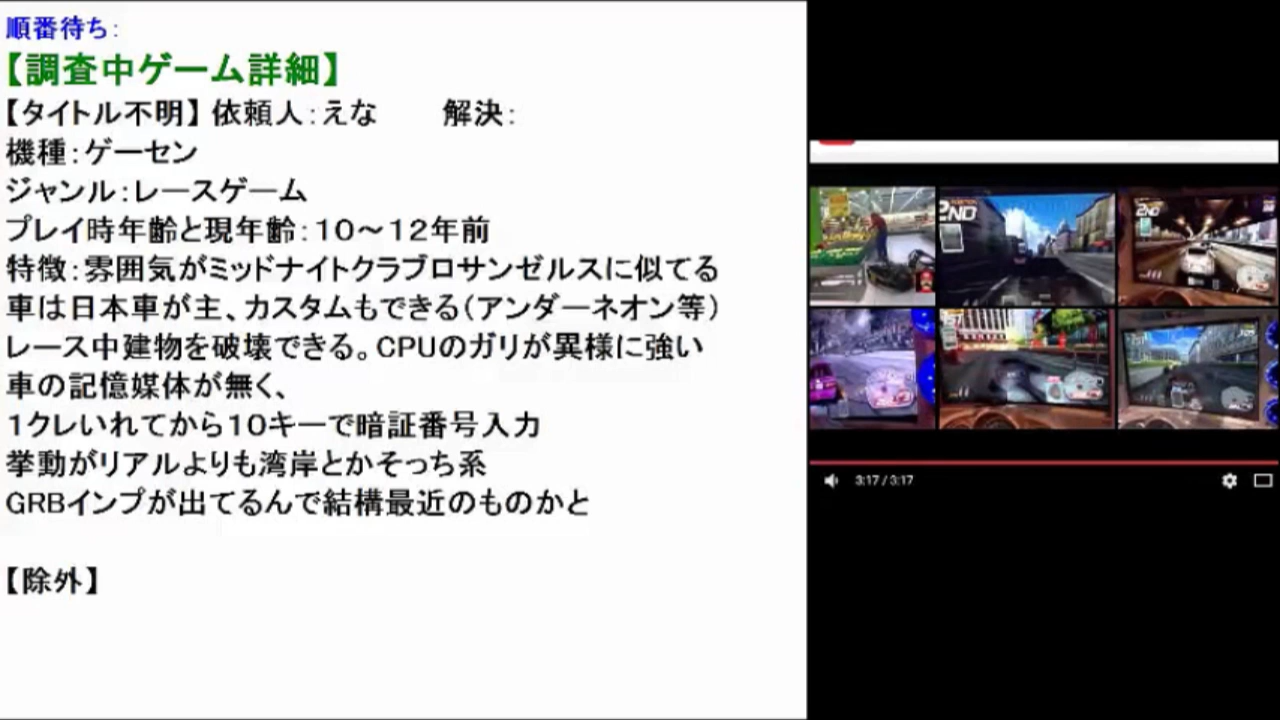 順番待ち:
【調査中ゲーム詳細】
【タイトル不明】 依頼人:えな　　解決:
機種:ゲーセン
ジャンル:レースゲーム
プレイ時年齢と現年齢:10～12年前
特徴:雰囲気がミッドナイトクラブロサンゼルスに似てる
車は日本車が主、カスタムもできる(アンダーネオン等)
レース中建物を破壊できる。CPUのガリが異様に強い
車の記憶媒体が無く、
1クレいれてから10キーで暗証番号入力
挙動がリアルよりも湾岸とかそっち系
GRBインプが出てるんで結構最近のものかと
【除外】
2ND
2ND
3:17 / 3:17